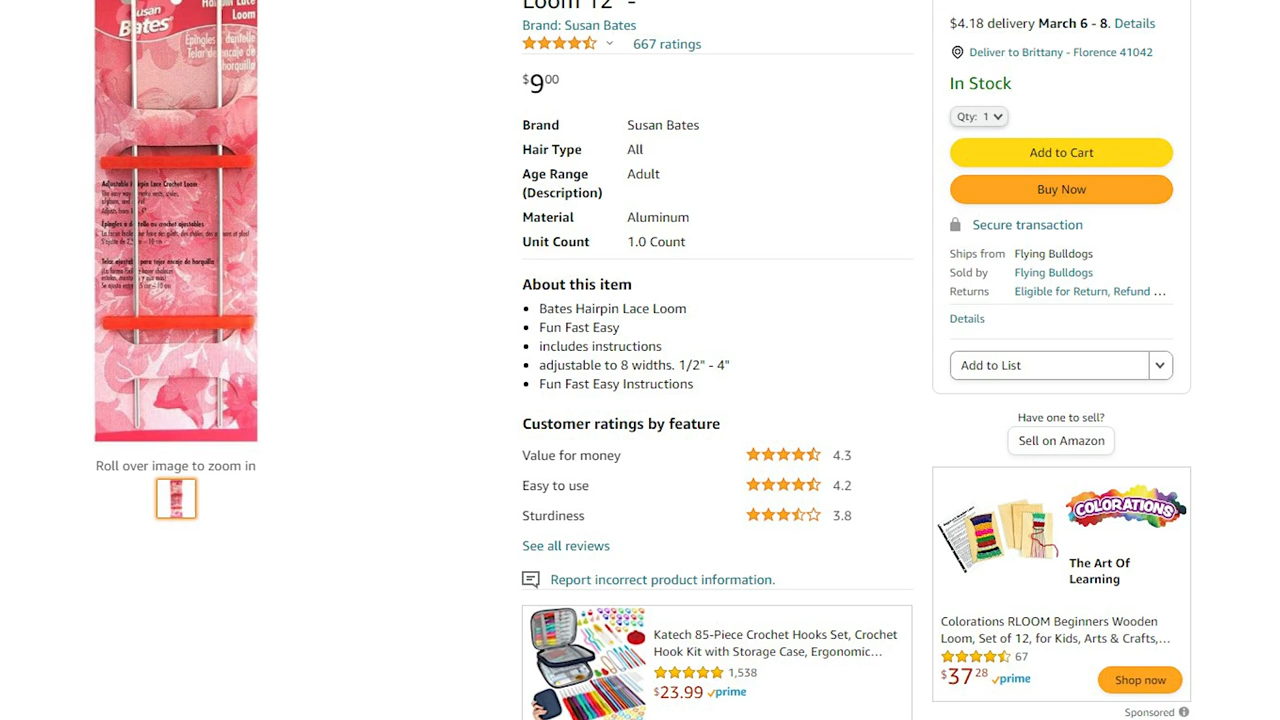 Loom 12" -
Brand: Susan Bates
667 ratings
$9.00
Brand Susan Bates
Hair Type All
Age Range (Description) Adult
Material Aluminum
Unit Count 1.0 Count
About this item
• Bates Hairpin Lace Loom
• Fun Fast Easy
• includes instructions
• adjustable to 8 widths. 1/2" - 4"
• Fun Fast Easy Instructions
Customer ratings by feature
Value for money 4.3
Easy to use 4.2
Sturdiness 3.8
See all reviews
Report incorrect product information.
Katech 85-Piece Crochet Hooks Set, Crochet
Hook Kit with Storage Case, Ergonomic…
1,538
$23.99 prime
Susan
Bates
Lace
Loom
Roll over image to zoom in
$4.18 delivery March 6 - 8. Details
Deliver to Brittany - Florence 41042
In Stock
Qty: 1
Add to Cart
Buy Now
Secure transaction
Ships from Flying Bulldogs
Sold by Flying Bulldogs
Returns Eligible for Return, Refund …
Details
Add to List
Have one to sell?
Sell on Amazon
COLORATIONS
The Art Of
Learning
Colorations RLOOM Beginners Wooden
Loom, Set of 12, for Kids, Arts & Crafts,…
67
$37.28 prime
Shop now
Sponsored